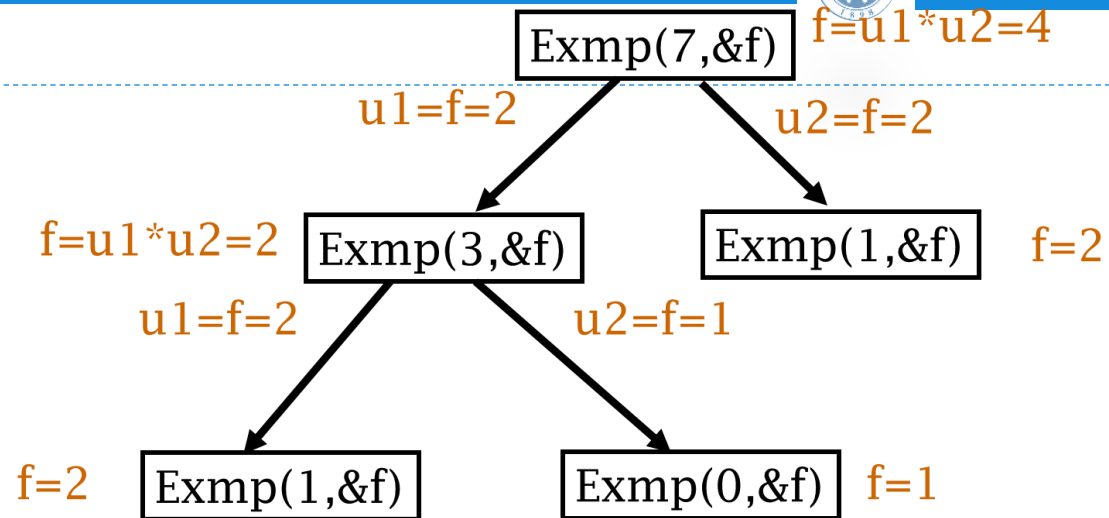 Exmp(7,&f)
f=u1*u2=4
u1=f=2
u2=f=2
f=u1*u2=2
Exmp(3,&f)
Exmp(1,&f)
f=2
u1=f=2
u2=f=1
f=2
Exmp(1,&f)
Exmp(0,&f)
f=1
1898